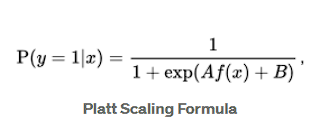 P(y = 1|x) = 1 / (1 + exp(Af(x) + B)) ,
Platt Scaling Formula